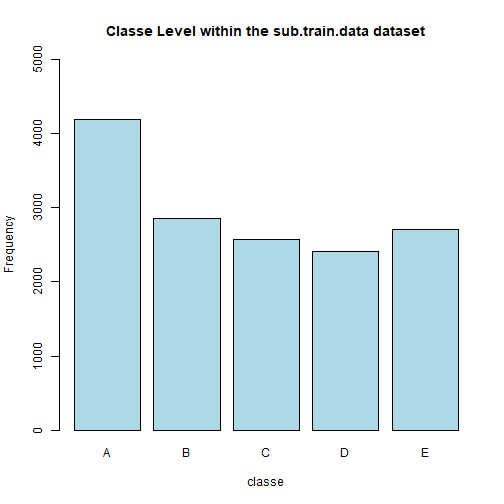 Classe Level within the sub.train.data dataset
Frequency
5000
4000
3000
2000
1000
0
A B C D E
classe